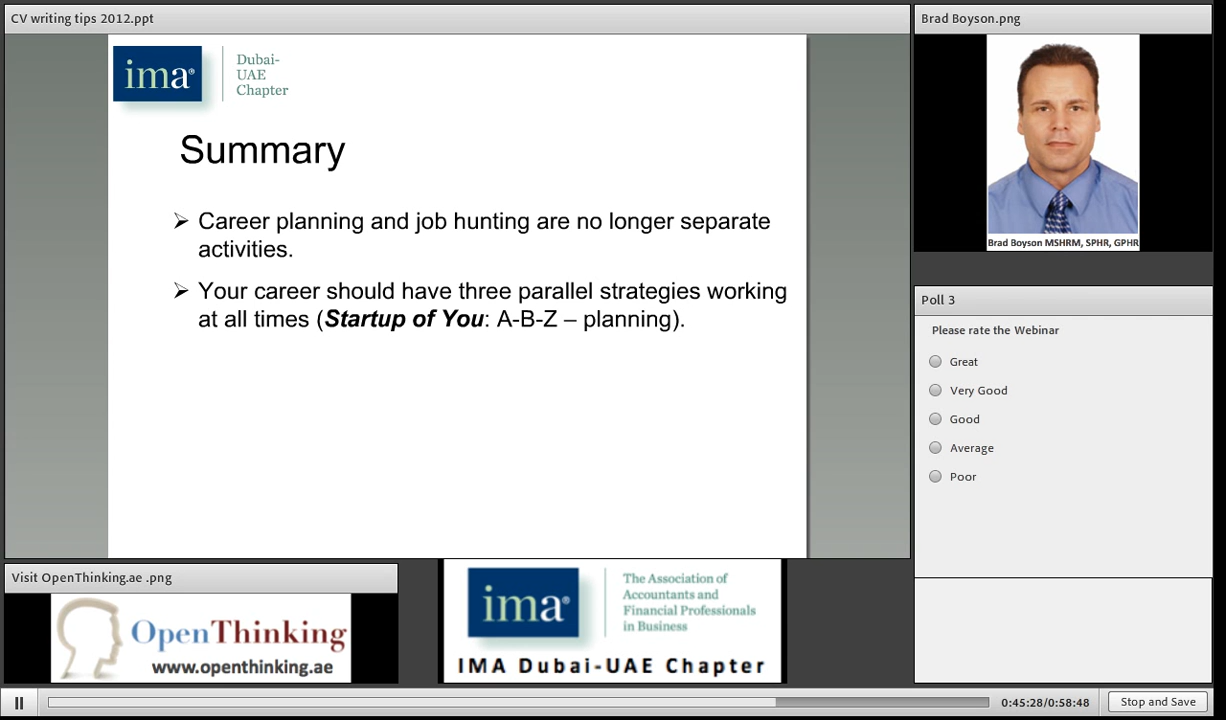 CV writing tips 2012.ppt
ima®
Dubai-
UAE
Chapter
Summary
Career planning and job hunting are no longer separate
activities.
Your career should have three parallel strategies working
at all times (Startup of You: A-B-Z – planning).
Brad Boyson.png
Brad Boyson MSHRM, SPHR, GPHR
Poll 3
Please rate the Webinar
Great
Very Good
Good
Average
Poor
Visit OpenThinking.ae .png
OpenThinking
www.openthinking.ae
ima®
The Association of
Accountants and
Financial Professionals
in Business
IMA Dubai-UAE Chapter
0:45:28/0:58:48
Stop and Save